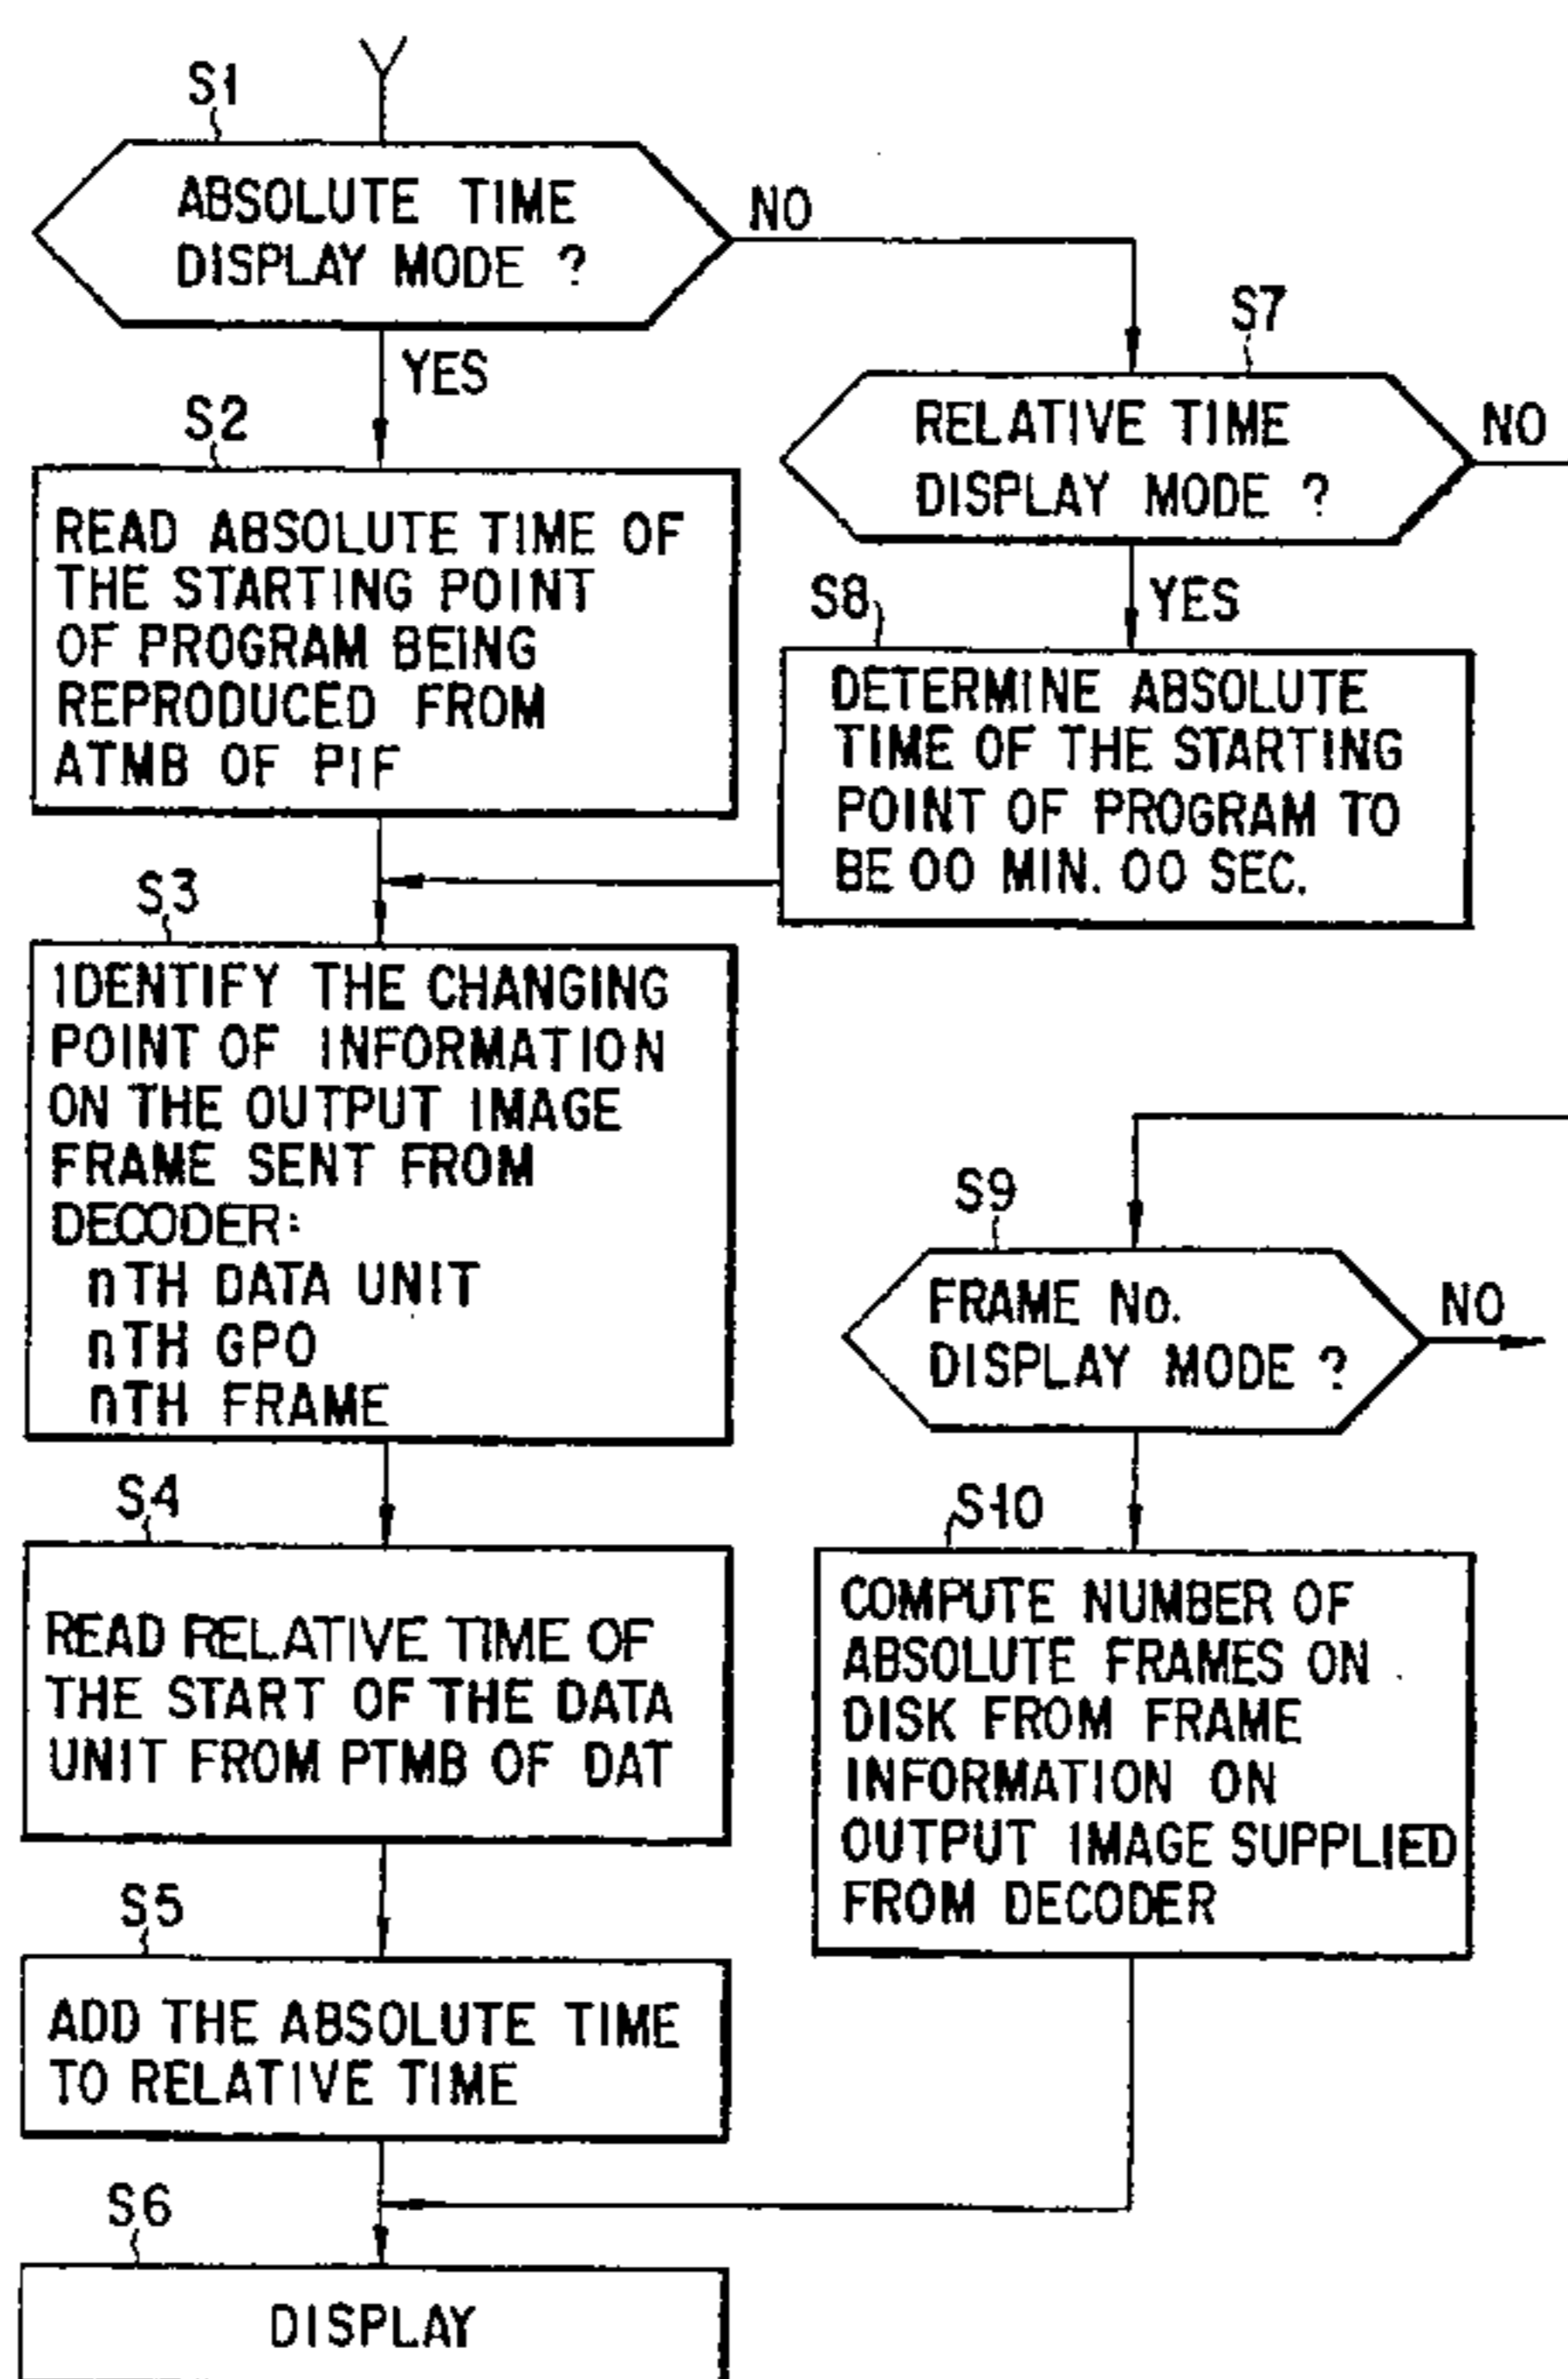 S1
ABSOLUTE TIME
DISPLAY MODE ?
NO
YES
S2
READ ABSOLUTE TIME OF
THE STARTING POINT
OF PROGRAM BEING
REPRODUCED FROM
ATMB OF PIF
S7
RELATIVE TIME
DISPLAY MODE ?
NO
YES
S8
DETERMINE ABSOLUTE
TIME OF THE STARTING
POINT OF PROGRAM TO
BE 00 MIN. 00 SEC.
S3
IDENTIFY THE CHANGING
POINT OF INFORMATION
ON THE OUTPUT IMAGE
FRAME SENT FROM
DECODER:
nTH DATA UNIT
nTH GPO
nTH FRAME
S9
FRAME No.
DISPLAY MODE ?
NO
S4
READ RELATIVE TIME OF
THE START OF THE DATA
UNIT FROM PTMB OF DAT
S10
COMPUTE NUMBER OF
ABSOLUTE FRAMES ON
DISK FROM FRAME
INFORMATION ON
OUTPUT IMAGE SUPPLIED
FROM DECODER
S5
ADD THE ABSOLUTE TIME
TO RELATIVE TIME
S6
DISPLAY